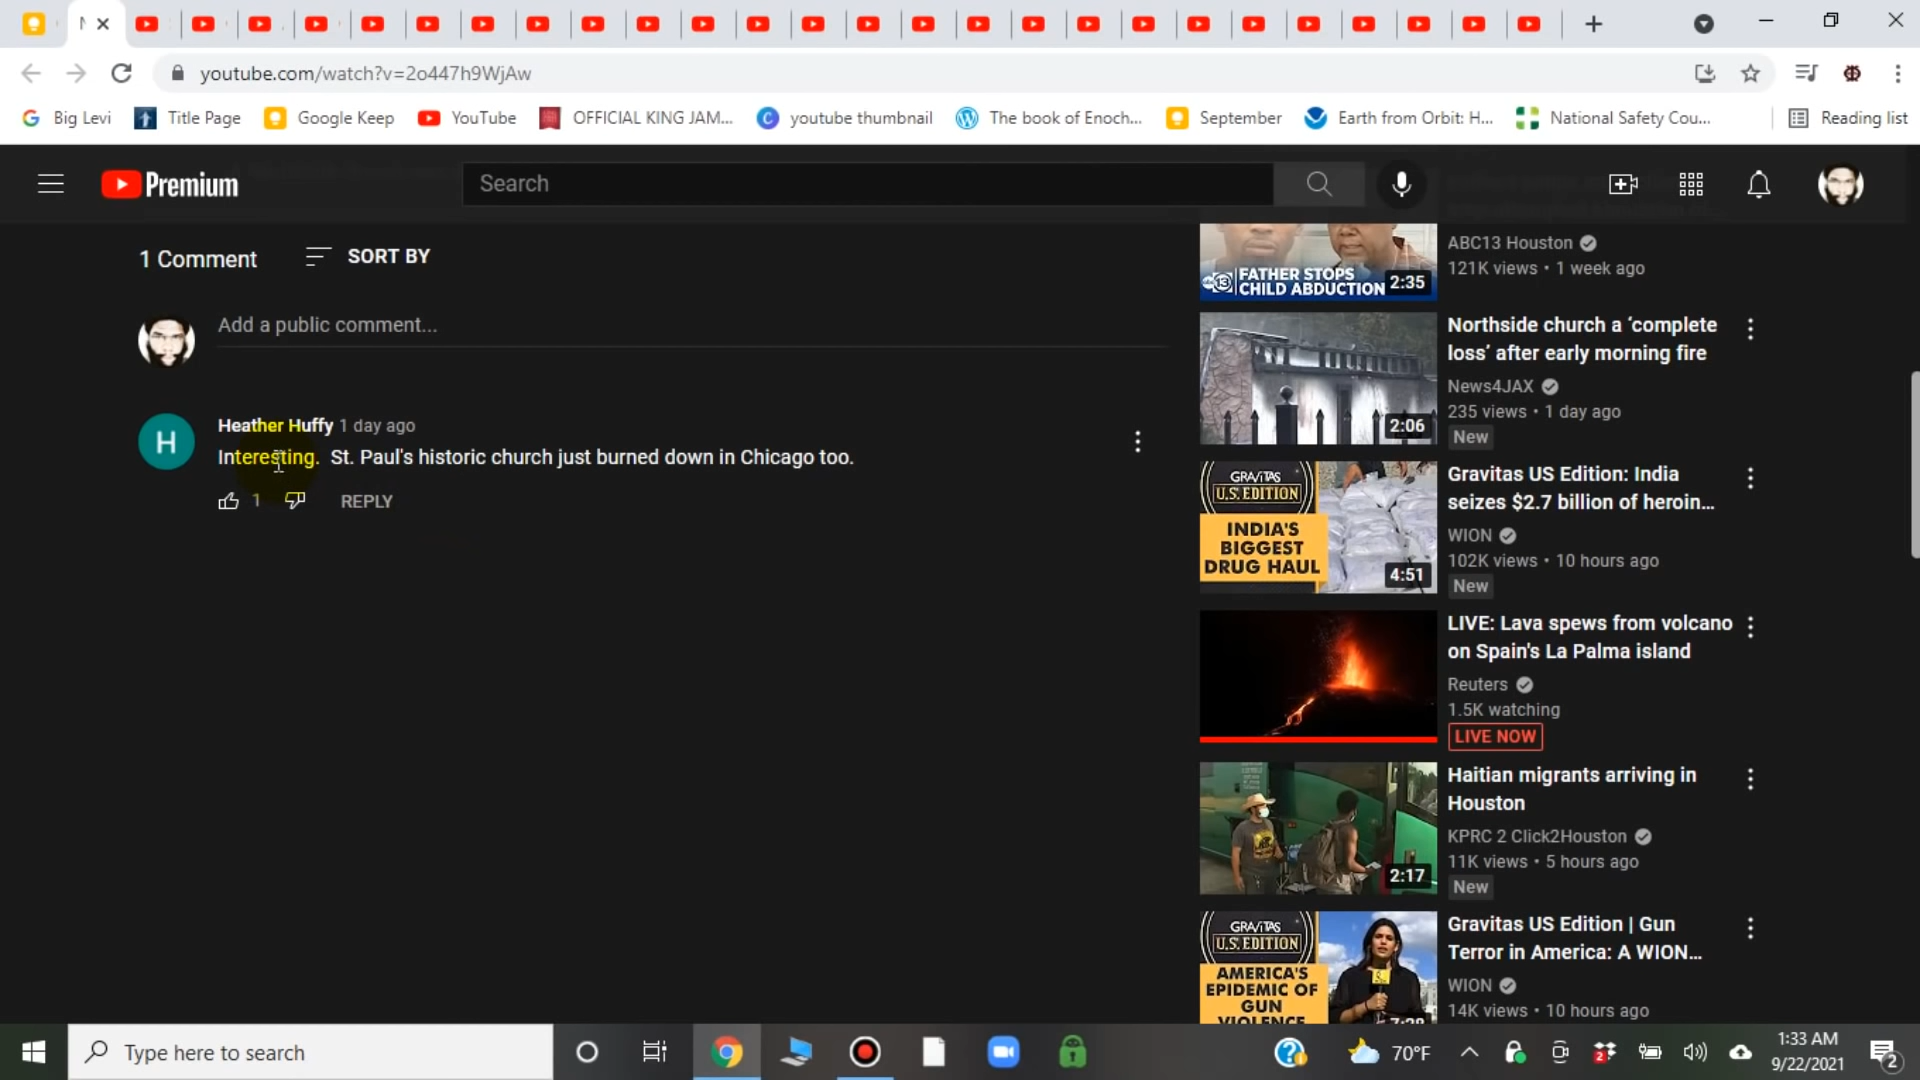 youtube.com/watch?v=2o447h9WjAw
Big Levi
Title Page
Google Keep
YouTube
OFFICIAL KING JAM...
youtube thumbnail
The book of Enoch...
September
Earth from Orbit: H...
National Safety Cou...
Reading list
Premium
Search
1 Comment
SORT BY
Add a public comment...
H
Heather Huffy 1 day ago
Interesting.  St. Paul's historic church just burned down in Chicago too.
1
REPLY
13
FATHER STOPS
CHILD ABDUCTION
2:35
ABC13 Houston
121K views • 1 week ago
2:06
Northside church a ‘complete
loss’ after early morning fire
News4JAX
235 views • 1 day ago
New
GRAVITAS
U.S. EDITION
INDIA'S
BIGGEST
DRUG HAUL
4:51
Gravitas US Edition: India
seizes $2.7 billion of heroin...
WION
102K views • 10 hours ago
New
LIVE: Lava spews from volcano
on Spain's La Palma island
Reuters
1.5K watching
LIVE NOW
2:17
Haitian migrants arriving in
Houston
KPRC 2 Click2Houston
11K views • 5 hours ago
New
GRAVITAS
U.S. EDITION
AMERICA'S
EPIDEMIC OF
GUN
VIOLENCE
Gravitas US Edition | Gun
Terror in America: A WION...
WION
14K views • 10 hours ago
Type here to search
70°F
2
1:33 AM
9/22/2021
2